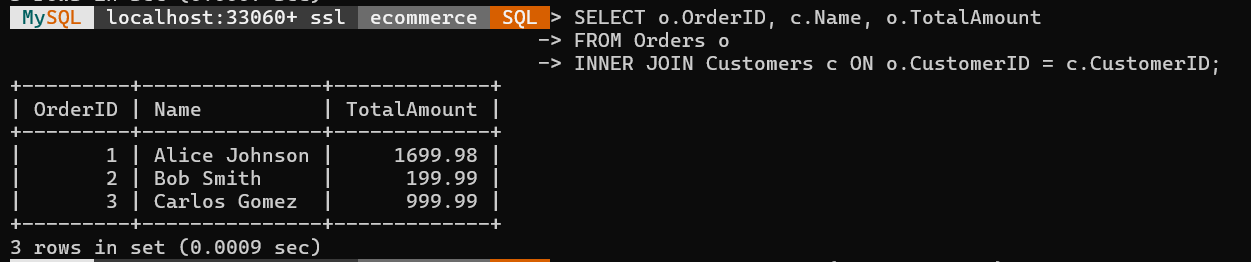 MySQL localhost:33060+ ssl ecommerce SQL > SELECT o.OrderID, c.Name, o.TotalAmount
-> FROM Orders o
-> INNER JOIN Customers c ON o.CustomerID = c.CustomerID;
+---------+---------------+-------------+
| OrderID | Name          | TotalAmount |
+---------+---------------+-------------+
|       1 | Alice Johnson |     1699.98 |
|       2 | Bob Smith     |      199.99 |
|       3 | Carlos Gomez  |      999.99 |
+---------+---------------+-------------+
3 rows in set (0.0009 sec)